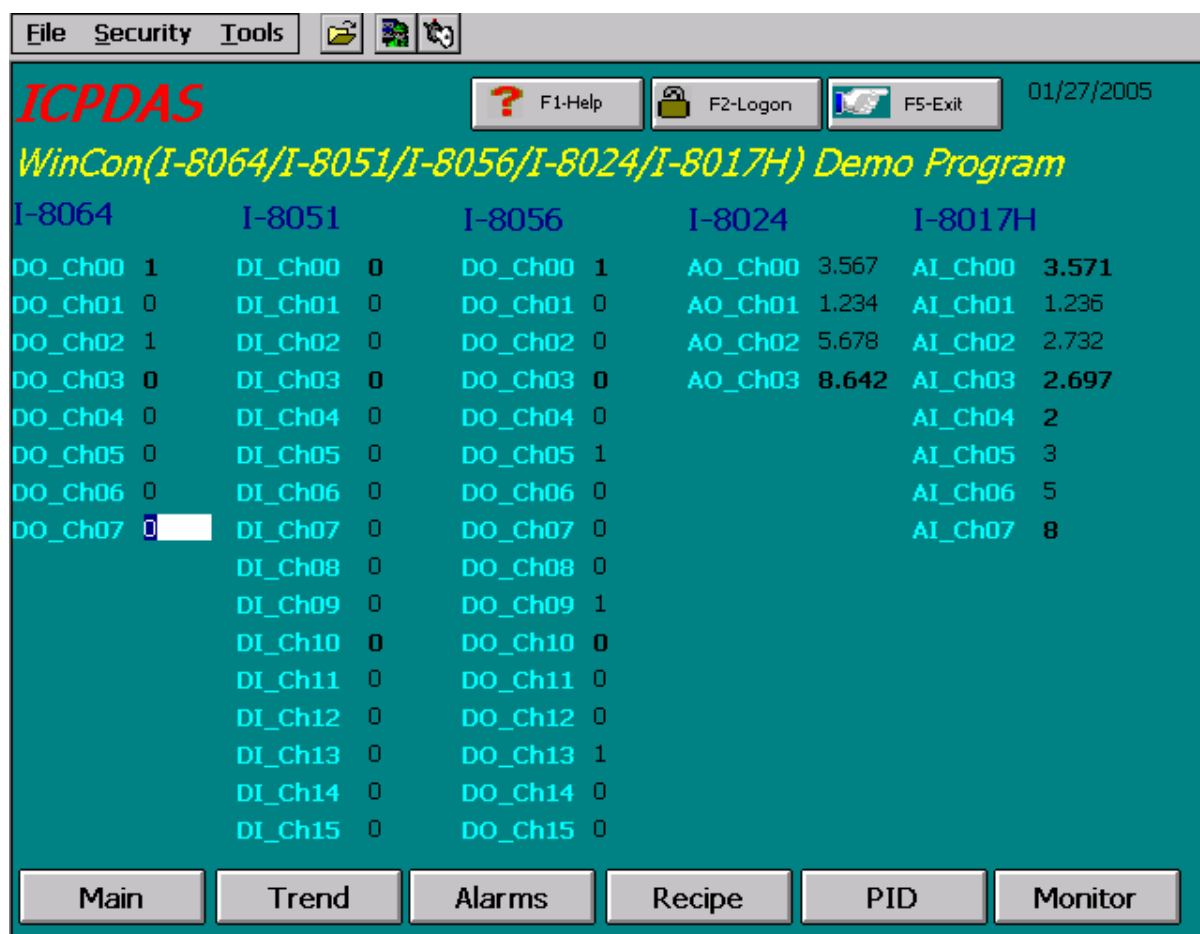 File Security Tools
ICPDAS ? F1-Help F2-Logon F5-Exit 01/27/2005
WinCon(I-8064/I-8051/I-8056/I-8024/I-8017H) Demo Program
I-8064 I-8051 I-8056 I-8024 I-8017H
DO_Ch00 1 DI_Ch00 0 DO_Ch00 1 AO_Ch00 3.567 AI_Ch00 3.571
DO_Ch01 0 DI_Ch01 0 DO_Ch01 0 AO_Ch01 1.234 AI_Ch01 1.236
DO_Ch02 1 DI_Ch02 0 DO_Ch02 0 AO_Ch02 5.678 AI_Ch02 2.732
DO_Ch03 0 DI_Ch03 0 DO_Ch03 0 AO_Ch03 8.642 AI_Ch03 2.697
DO_Ch04 0 DI_Ch04 0 DO_Ch04 0 AI_Ch04 2
DO_Ch05 0 DI_Ch05 0 DO_Ch05 1 AI_Ch05 3
DO_Ch06 0 DI_Ch06 0 DO_Ch06 0 AI_Ch06 5
DO_Ch07 0 DI_Ch07 0 DO_Ch07 0 AI_Ch07 8
DI_Ch08 0 DO_Ch08 0
DI_Ch09 0 DO_Ch09 1
DI_Ch10 0 DO_Ch10 0
DI_Ch11 0 DO_Ch11 0
DI_Ch12 0 DO_Ch12 0
DI_Ch13 0 DO_Ch13 1
DI_Ch14 0 DO_Ch14 0
DI_Ch15 0 DO_Ch15 0
Main Trend Alarms Recipe PID Monitor